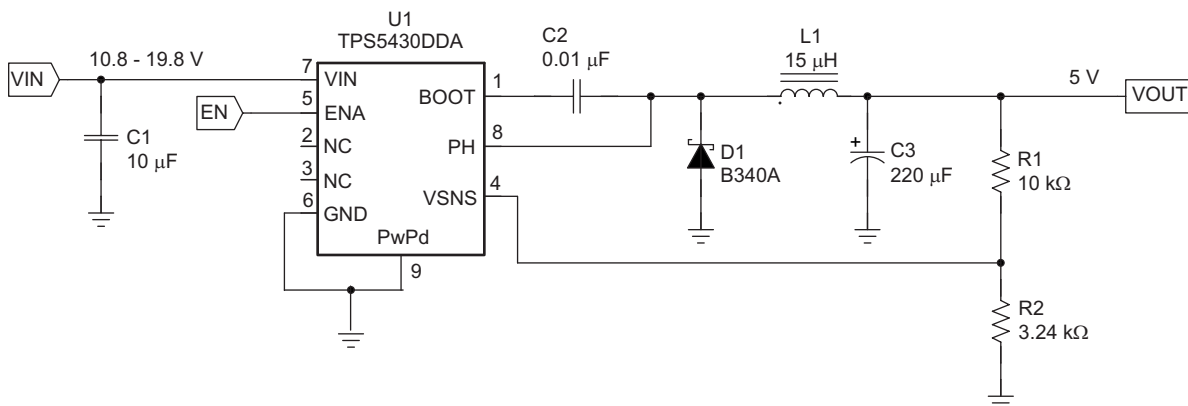 U1
TPS5430DDA
VIN
10.8 - 19.8 V
EN
C1
10 μF
7
5
2
3
6
VIN
ENA
NC
NC
GND
BOOT
PH
VSNS
PwPd
1
8
4
9
C2
0.01 μF
L1
15 μH
D1
B340A
+
C3
220 μF
5 V
VOUT
R1
10 kΩ
R2
3.24 kΩ